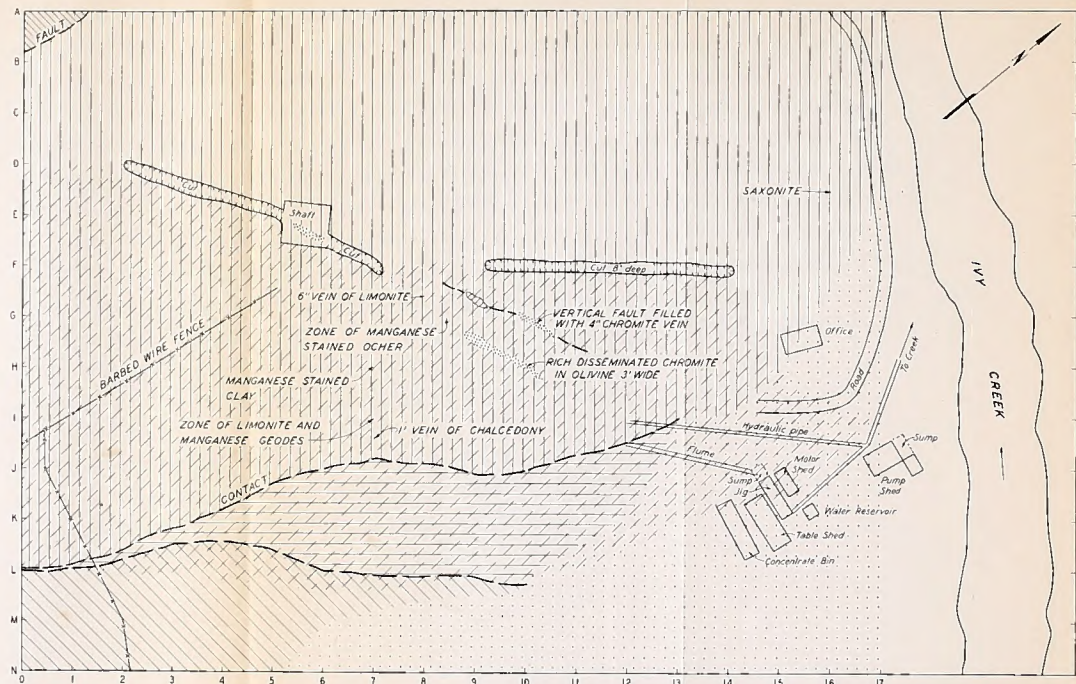 A
B
C
D
E
F
G
H
I
J
K
L
M
N
FAULT
N
Cut
Shaft
Cut
SAXONITE
IVY
CREEK
Cut 8' deep
6" VEIN OF LIMONITE
ZONE OF MANGANESE
STAINED OCHER
VERTICAL FAULT FILLED
WITH 4" CHROMITE VEIN
Office
BARBED WIRE FENCE
RICH DISSEMINATED CHROMITE
IN OLIVINE 3' WIDE
To Creek
Road
MANGANESE STAINED
CLAY
ZONE OF LIMONITE AND
MANGANESE GEODES
1' VEIN OF CHALCEDONY
Hydraulic pipe
Flume
Sump
Motor
Shed
Sump
Jig
Pump
Shed
CONTACT
Water Reservoir
Table Shed
Concentrate Bin
0 1 2 3 4 5 6 7 8 9 10 11 12 13 14 15 16 17